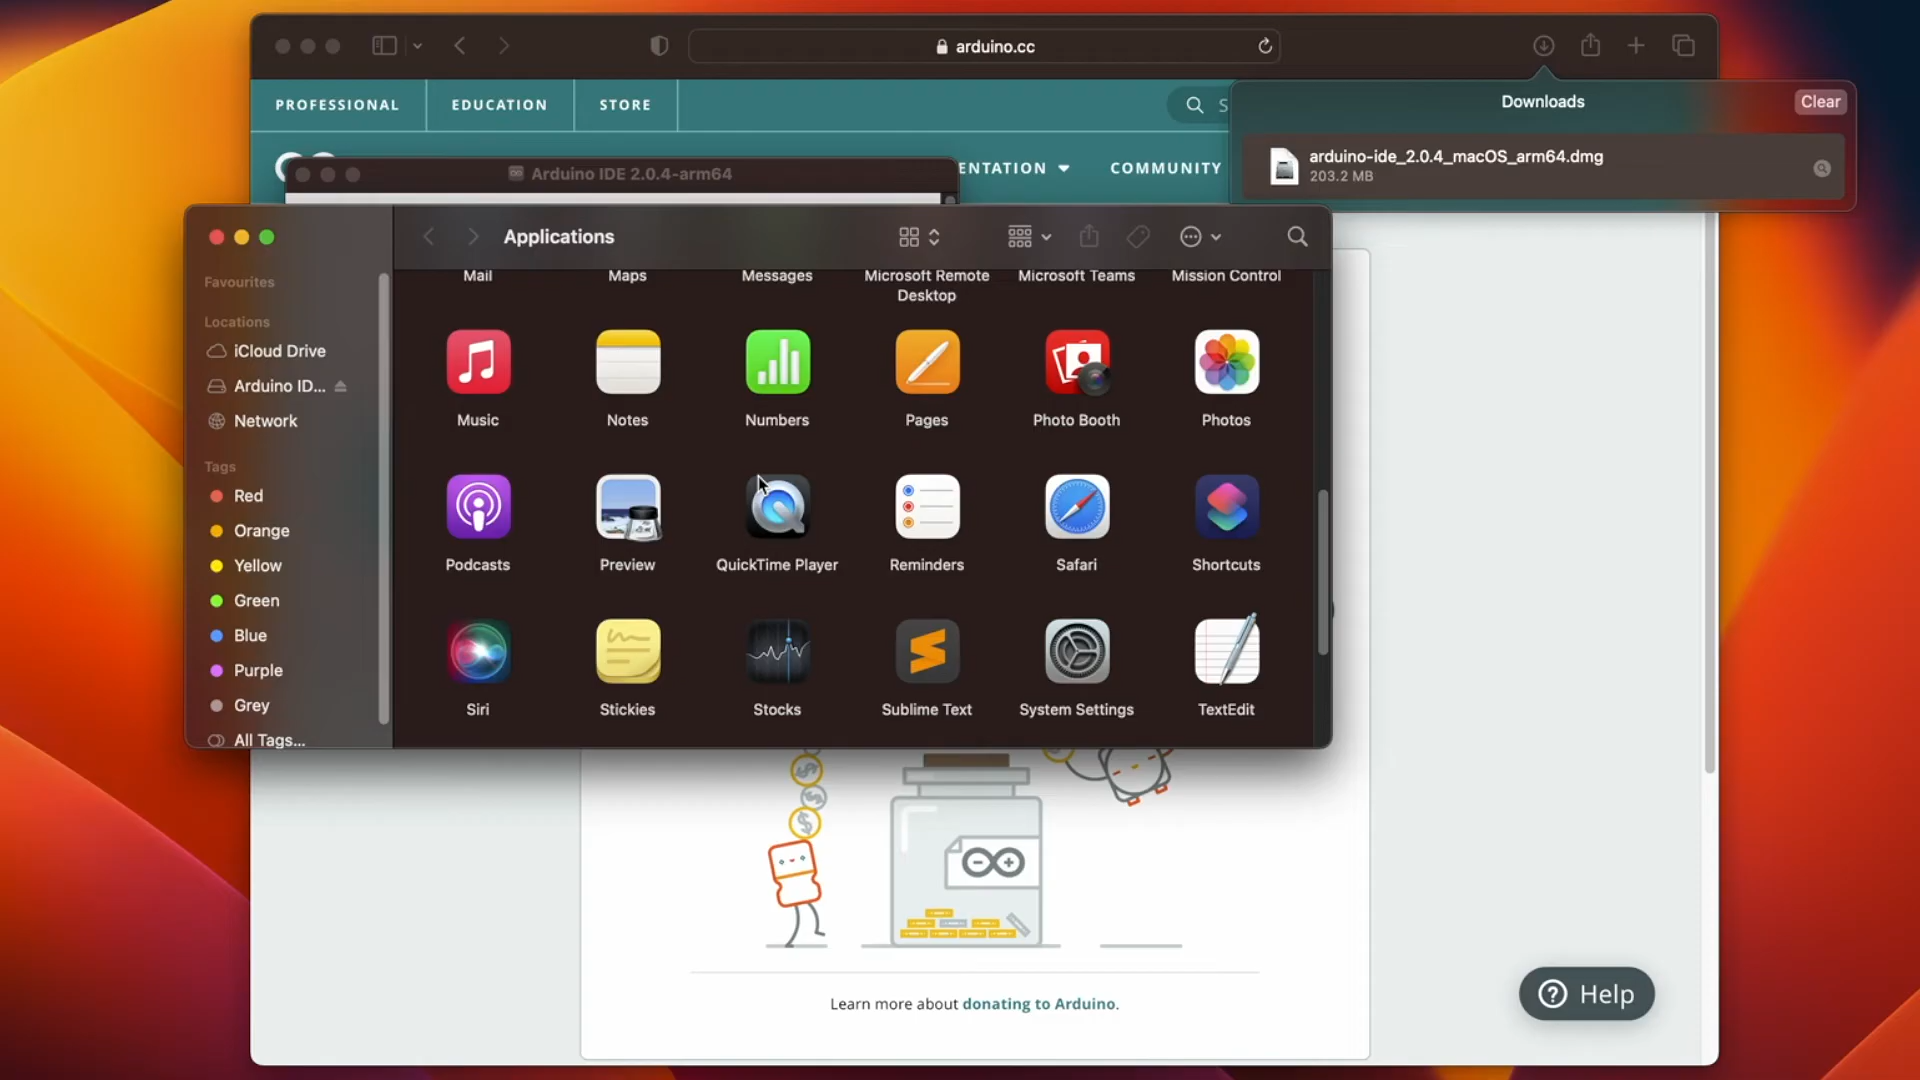 arduino.cc
PROFESSIONAL
EDUCATION
STORE
S
Downloads
Clear
arduino-ide_2.0.4_macOS_arm64.dmg
203.2 MB
ENTATION
COMMUNITY
Arduino IDE 2.0.4-arm64
Applications
Favourites
Locations
iCloud Drive
Arduino ID...
Network
Tags
Red
Orange
Yellow
Green
Blue
Purple
Grey
All Tags...
Mail
Maps
Messages
Microsoft Remote
Desktop
Microsoft Teams
Mission Control
Music
Notes
Numbers
Pages
Photo Booth
Photos
Podcasts
Preview
QuickTime Player
Reminders
Safari
Shortcuts
Siri
Stickies
Stocks
Sublime Text
System Settings
TextEdit
Learn more about donating to Arduino.
Help